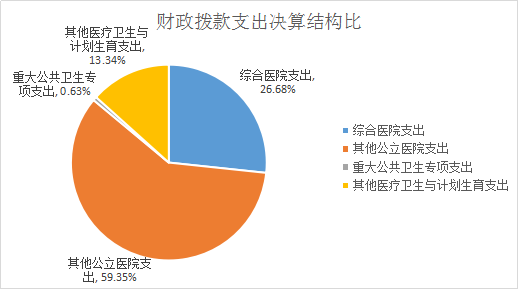 财政拨款支出决算结构比
其他医疗卫生与
计划生育支出,
13.34%
重大公共卫生专
项支出, 0.63%
综合医院支出,
26.68%
综合医院支出
其他公立医院支出
重大公共卫生专项支出
其他医疗卫生与计划生育支出
其他公立医院支
出, 59.35%